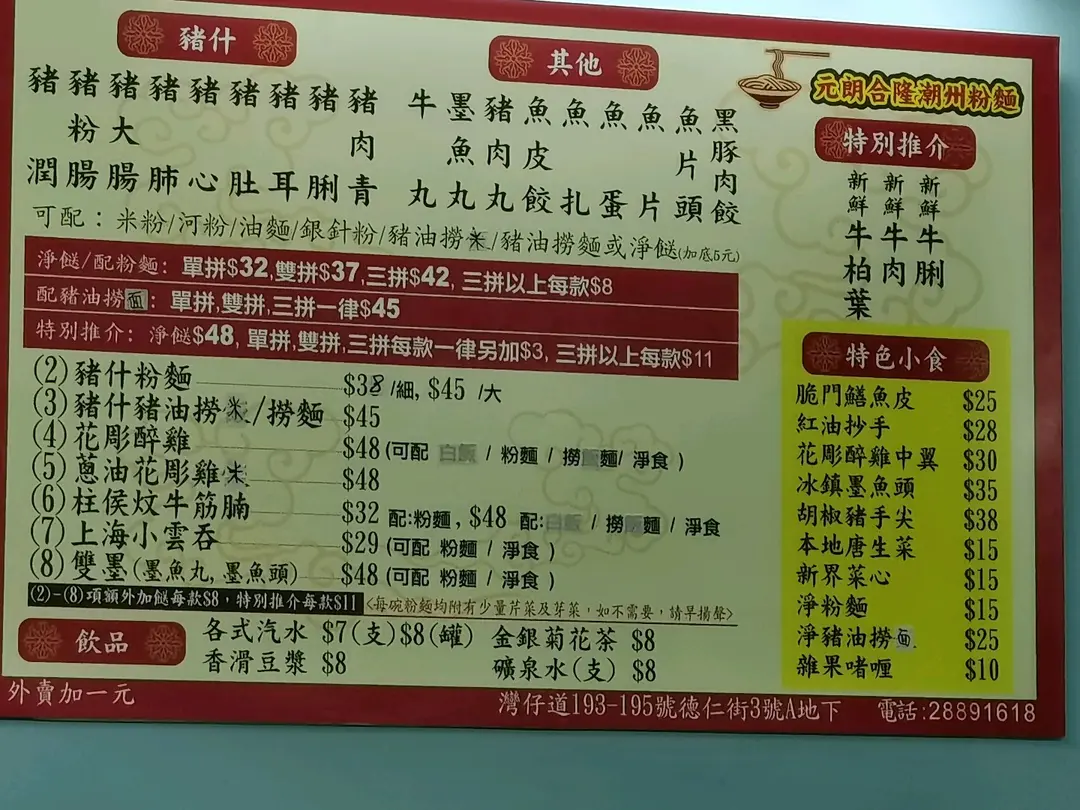 豬什
豬潤 豬粉腸 豬大腸 豬肺 豬心 豬肚 豬耳 豬脷 豬肉青
其他
牛丸 墨魚丸 豬肉丸 魚皮餃 魚扎 魚蛋 魚片 魚片頭 黑豚肉餃
元朗合隆潮州粉麵
特別推介
新鮮牛柏葉 新鮮牛肉 新鮮牛脷
可配：米粉/河粉/油麵/銀針粉/豬油撈米/豬油撈麵或淨餸(加底5元)
淨餸/配粉麵：單拼$32,雙拼$37,三拼$42, 三拼以上每款$8
配豬油撈面：單拼,雙拼,三拼一律$45
特別推介：淨餸$48, 單拼,雙拼,三拼每款一律另加$3, 三拼以上每款$11
(2) 豬什粉麵 $38 /細, $45 /大
(3) 豬什豬油撈米/撈麵 $45
(4) 花彫醉雞 $48 (可配 / 粉麵 / 撈麵/ 淨食 )
(5) 蔥油花彫雞米 $48
(6) 柱侯炆牛筋腩 $32 配:粉麵, $48 配: / 撈麵 / 淨食
(7) 上海小雲吞 $29 (可配 粉麵 / 淨食 )
(8) 雙墨(墨魚丸,墨魚頭) $48 (可配 粉麵 / 淨食 )
(2)-(8)項額外加餸每款$8，特別推介每款$11
<每碗粉麵均附有少量芹菜及芽菜，如不需要，請早揚聲>
特色小食
脆門鱔魚皮 $25
紅油抄手 $28
花彫醉雞中翼 $30
冰鎮墨魚頭 $35
胡椒豬手尖 $38
本地唐生菜 $15
新界菜心 $15
淨粉麵 $15
淨豬油撈面 $25
雜果啫喱 $10
飲品
各式汽水 $7(支)$8(罐) 金銀菊花茶 $8
香滑豆漿 $8 礦泉水(支) $8
外賣加一元
灣仔道193-195號德仁街3號A地下 電話:28891618